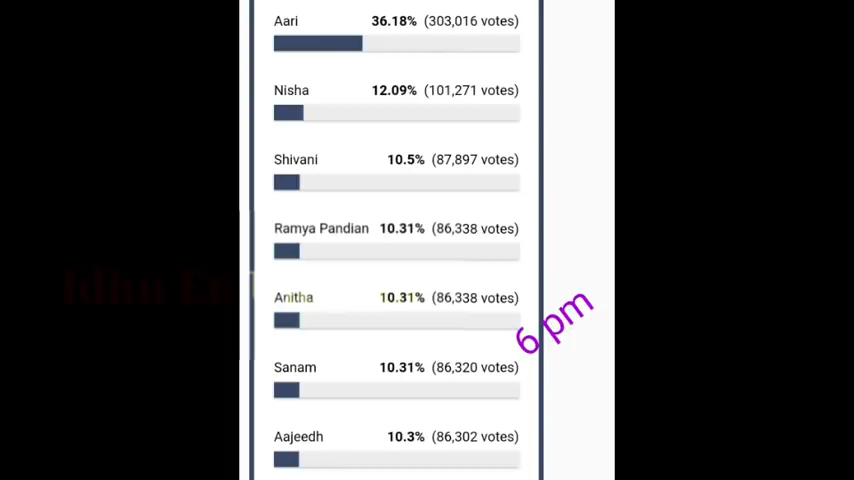 Aari 36.18% (303,016 votes)
Nisha 12.09% (101,271 votes)
Shivani 10.5% (87,897 votes)
Ramya Pandian 10.31% (86,338 votes)
Anitha 10.31% (86,338 votes)
6 pm
Sanam 10.31% (86,320 votes)
Aajeedh 10.3% (86,302 votes)
Idhu En